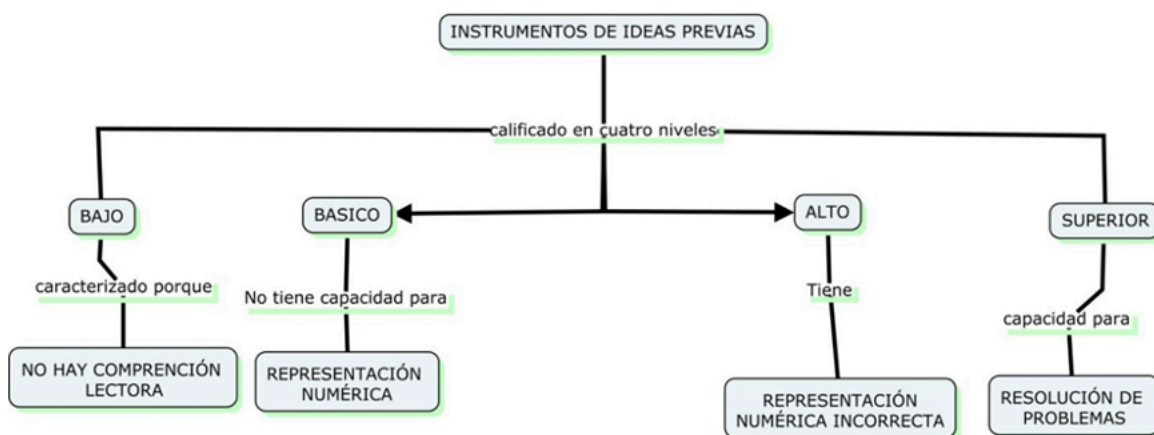 INSTRUMENTOS DE IDEAS PREVIAS
calificado en cuatro niveles
BAJO
BASICO
ALTO
SUPERIOR
caracterizado porque
No tiene capacidad para
Tiene
capacidad para
NO HAY COMPRENCIÓN
LECTORA
REPRESENTACIÓN
NUMÉRICA
REPRESENTACIÓN
NUMÉRICA INCORRECTA
RESOLUCIÓN DE
PROBLEMAS